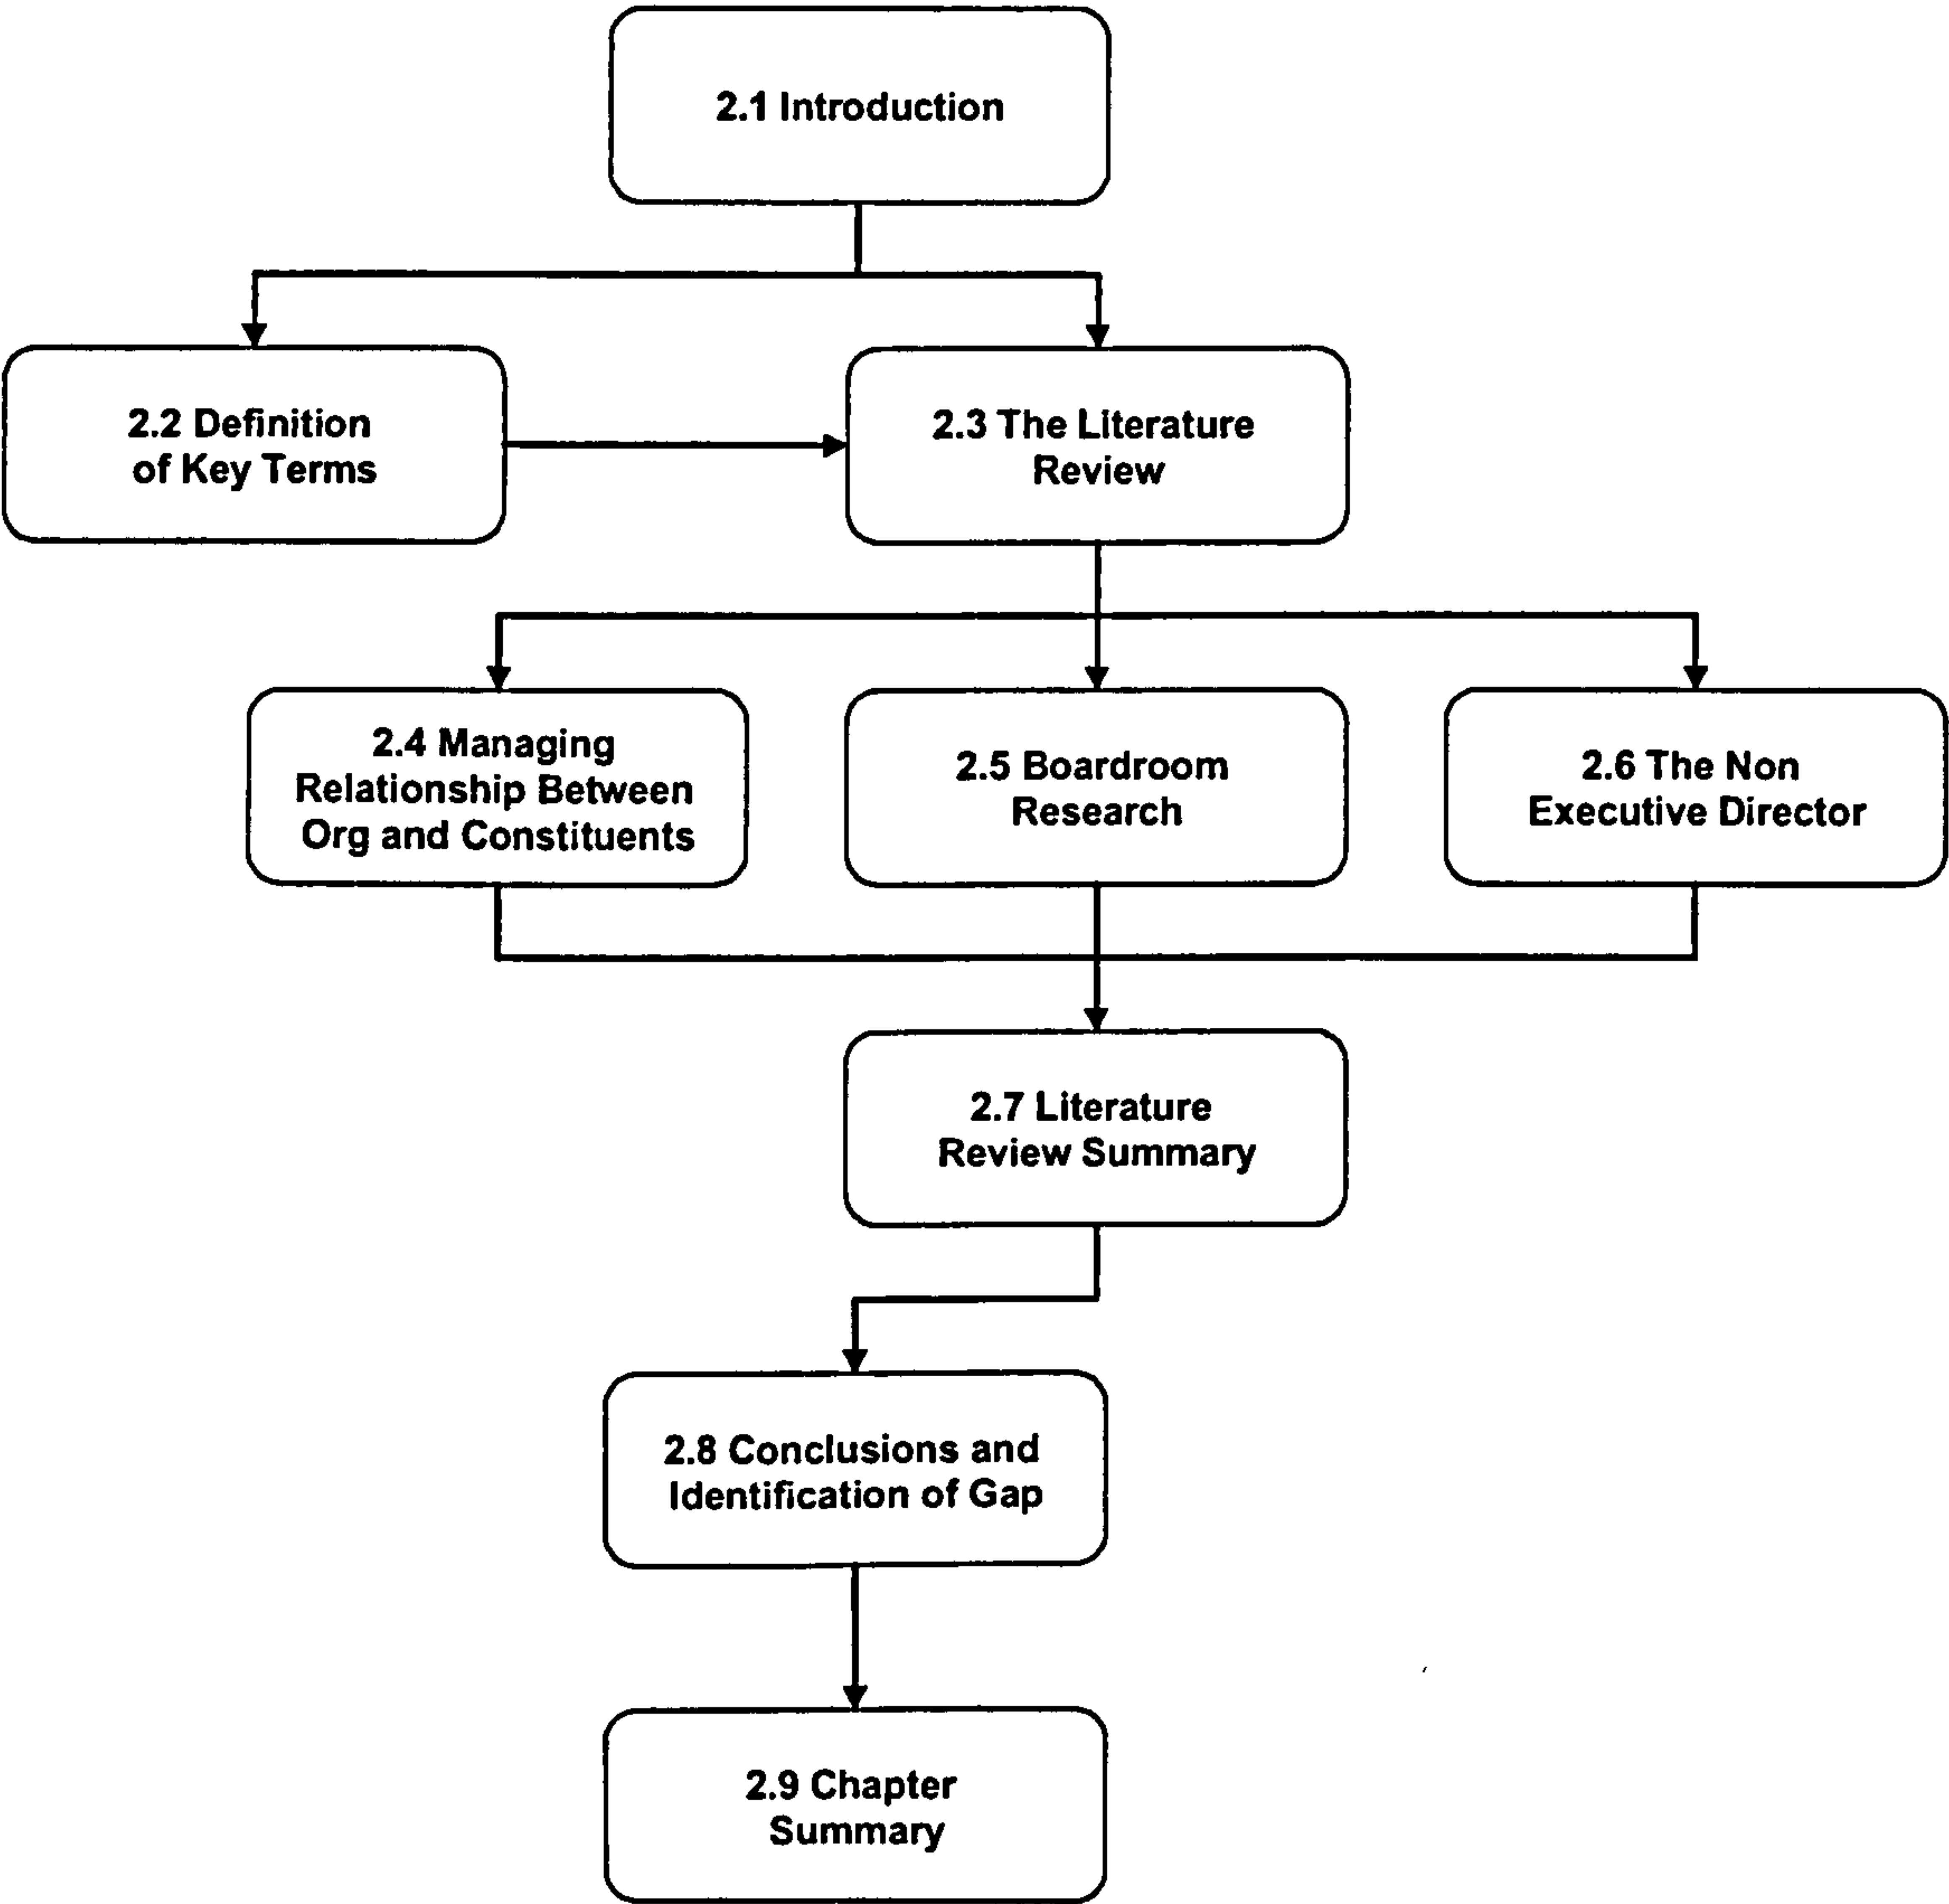 2.1 Introduction
2.2 Definition
of Key Terms
2.3 The Literature
Review
2.4 Managing
Relationship Between
Org and Constituents
2.5 Boardroom
Research
2.6 The Non
Executive Director
2.7 Literature
Review Summary
2.8 Conclusions and
Identification of Gap
2.9 Chapter
Summary